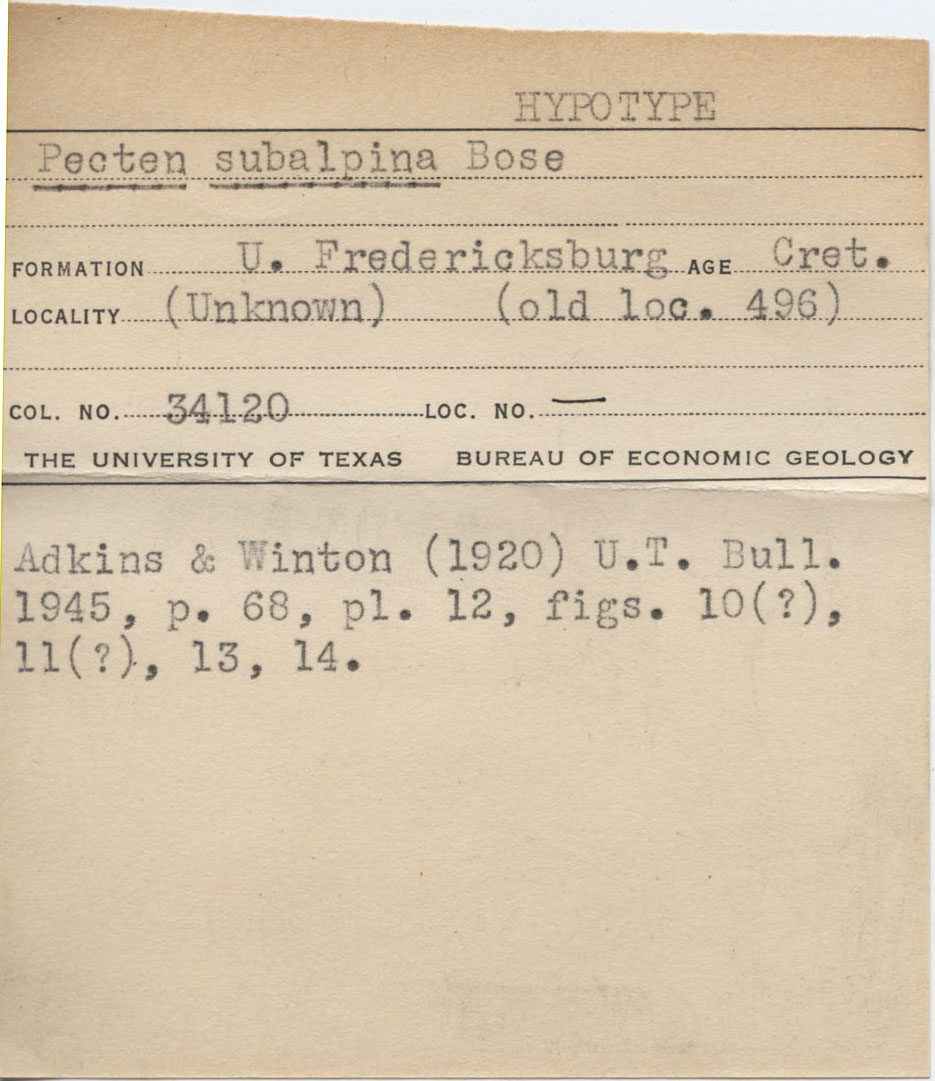 HYPOTYPE
Pecten subalpina Bose
FORMATION U. Fredericksburg AGE Cret.
LOCALITY (Unknown) (old loc. 496)
COL. NO. 34120 LOC. NO. —
THE UNIVERSITY OF TEXAS BUREAU OF ECONOMIC GEOLOGY
Adkins & Winton (1920) U.T. Bull.
1945, p. 68, pl. 12, figs. 10(?),
11(?), 13, 14.